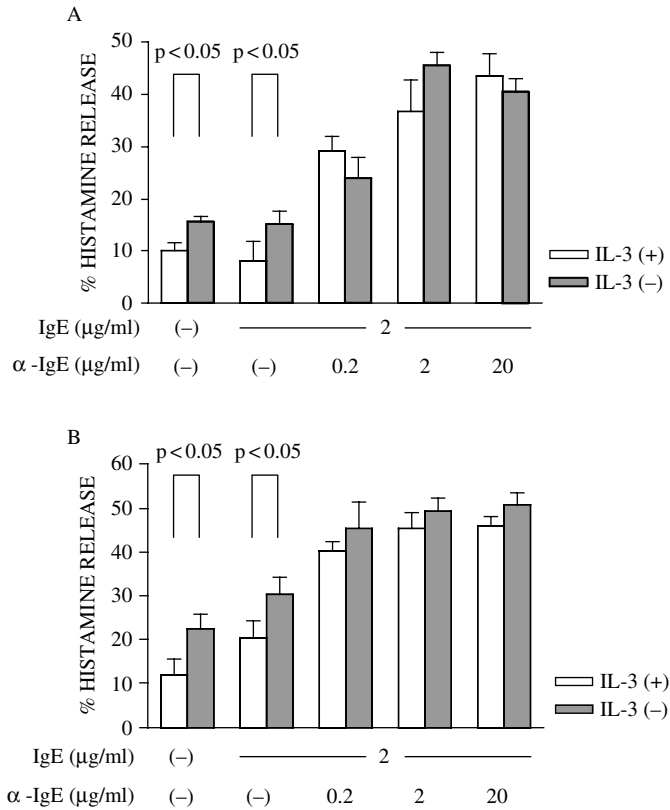 A
50
p < 0.05 p < 0.05
40
30
20
10
0
% HISTAMINE RELEASE
IL-3 (+)
IL-3 (–)
IgE (µg/ml) (–) 2
α -IgE (µg/ml) (–) (–) 0.2 2 20
B
60
p < 0.05 p < 0.05
50
40
30
20
10
0
% HISTAMINE RELEASE
IL-3 (+)
IL-3 (–)
IgE (µg/ml) (–) 2
α -IgE (µg/ml) (–) (–) 0.2 2 20